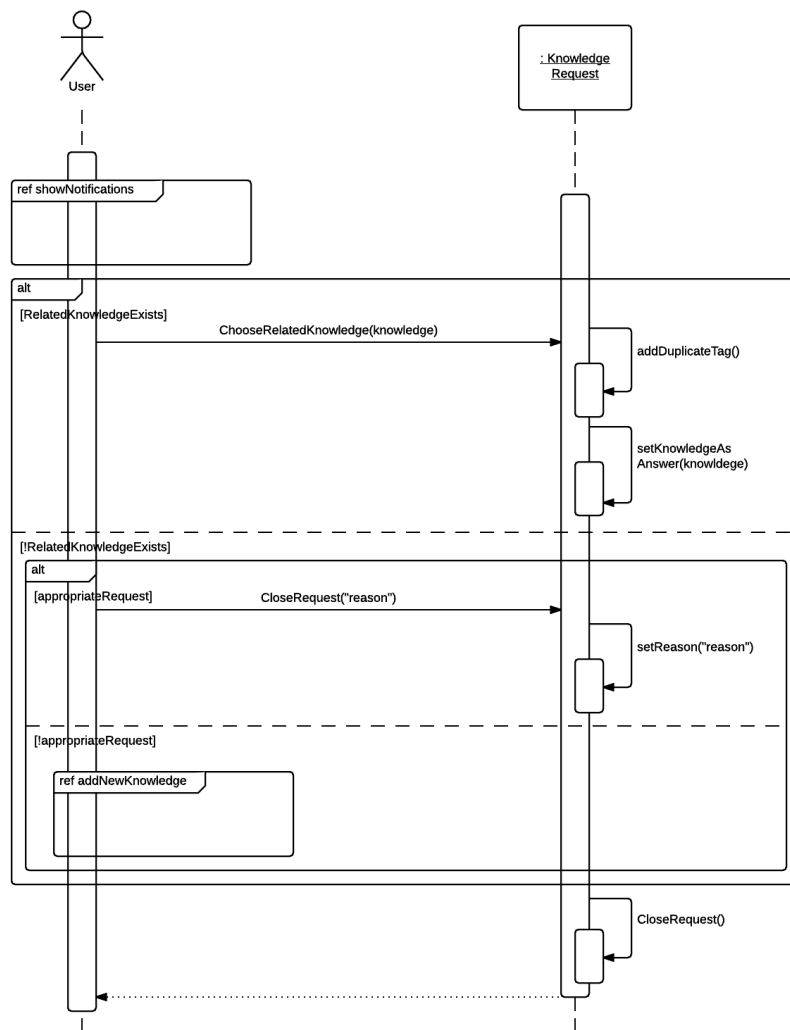 : Knowledge
Request
User
ref showNotifications
alt
[RelatedKnowledgeExists]
ChooseRelatedKnowledge(knowledge)
addDuplicateTag()
setKnowledgeAs
Answer(knowldege)
[!RelatedKnowledgeExists]
alt
[appropriateRequest]
CloseRequest("reason")
setReason("reason")
[!appropriateRequest]
ref addNewKnowledge
CloseRequest()